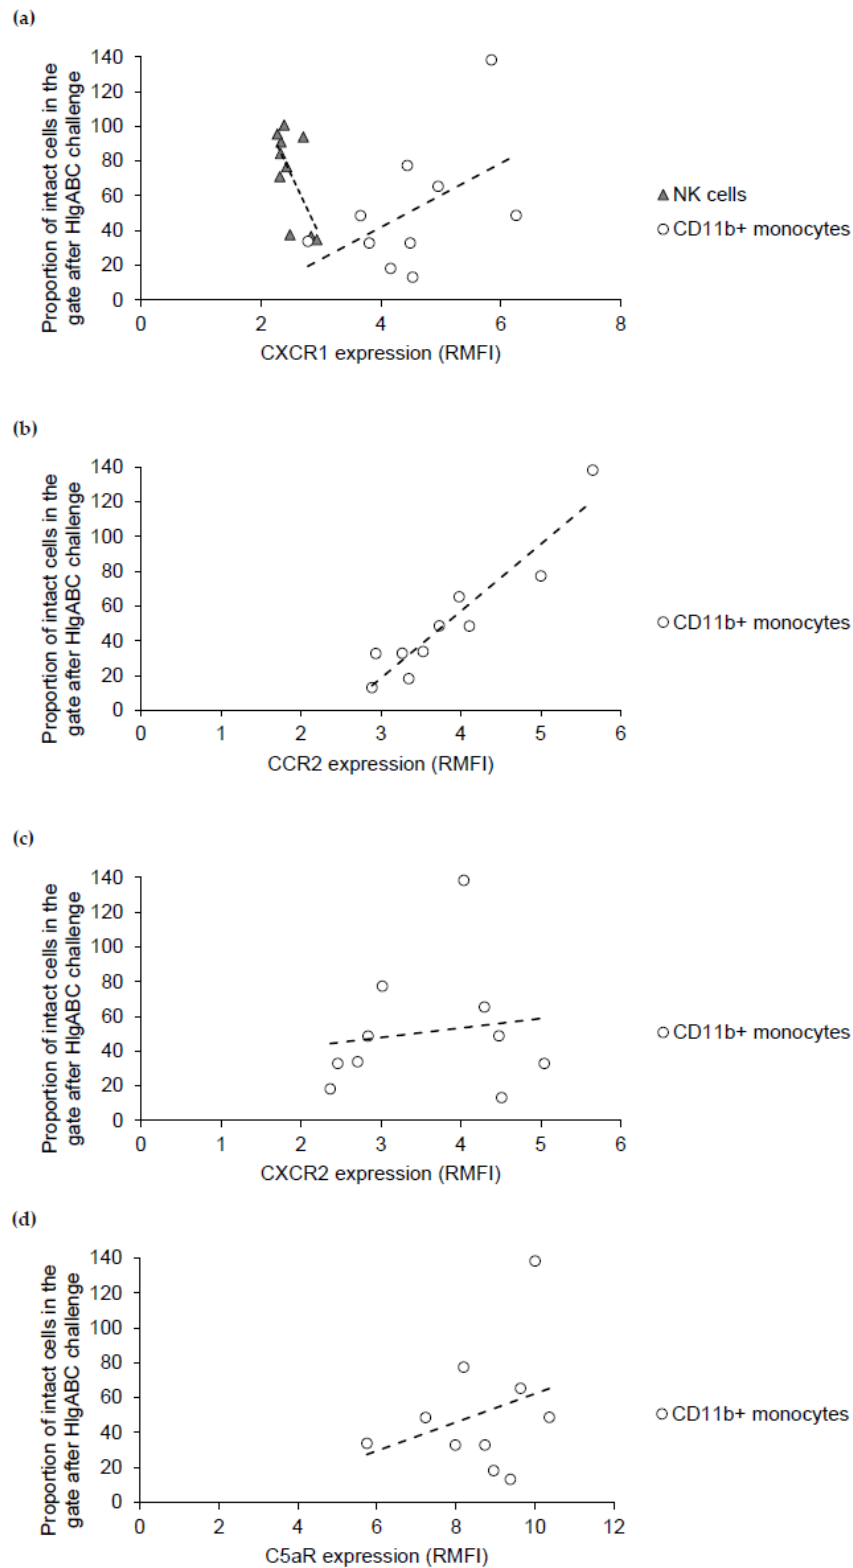 (a)
Proportion of intact cells in the
gate after HlgABC challenge
140
120
100
80
60
40
20
0
0 2 4 6 8
CXCR1 expression (RMFI)
NK cells
CD11b+ monocytes
(b)
Proportion of intact cells in the
gate after HlgABC challenge
140
120
100
80
60
40
20
0
0 1 2 3 4 5 6
CCR2 expression (RMFI)
CD11b+ monocytes
(c)
Proportion of intact cells in the
gate after HlgABC challenge
140
120
100
80
60
40
20
0
0 1 2 3 4 5 6
CXCR2 expression (RMFI)
CD11b+ monocytes
(d)
Proportion of intact cells in the
gate after HlgABC challenge
140
120
100
80
60
40
20
0
0 2 4 6 8 10 12
C5aR expression (RMFI)
CD11b+ monocytes